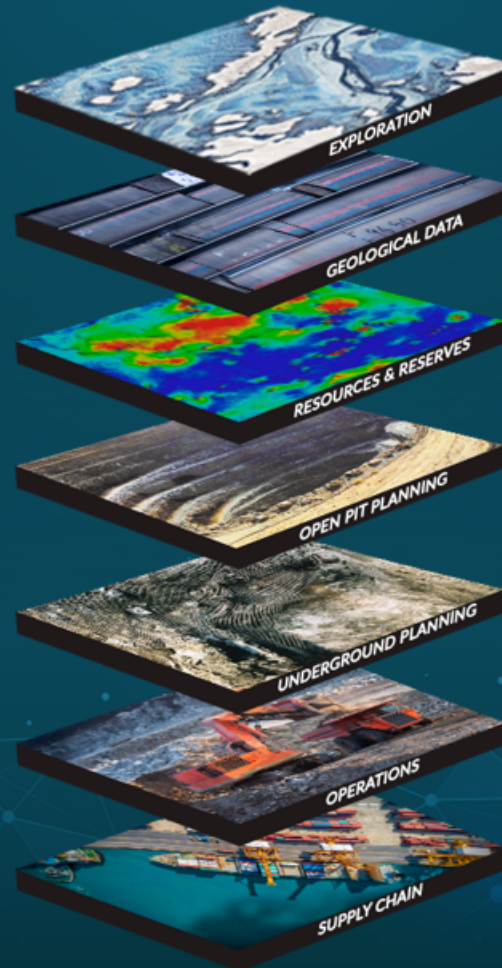 EXPLORATION
GEOLOGICAL DATA
RESOURCES & RESERVES
OPEN PIT PLANNING
UNDERGROUND PLANNING
OPERATIONS
SUPPLY CHAIN